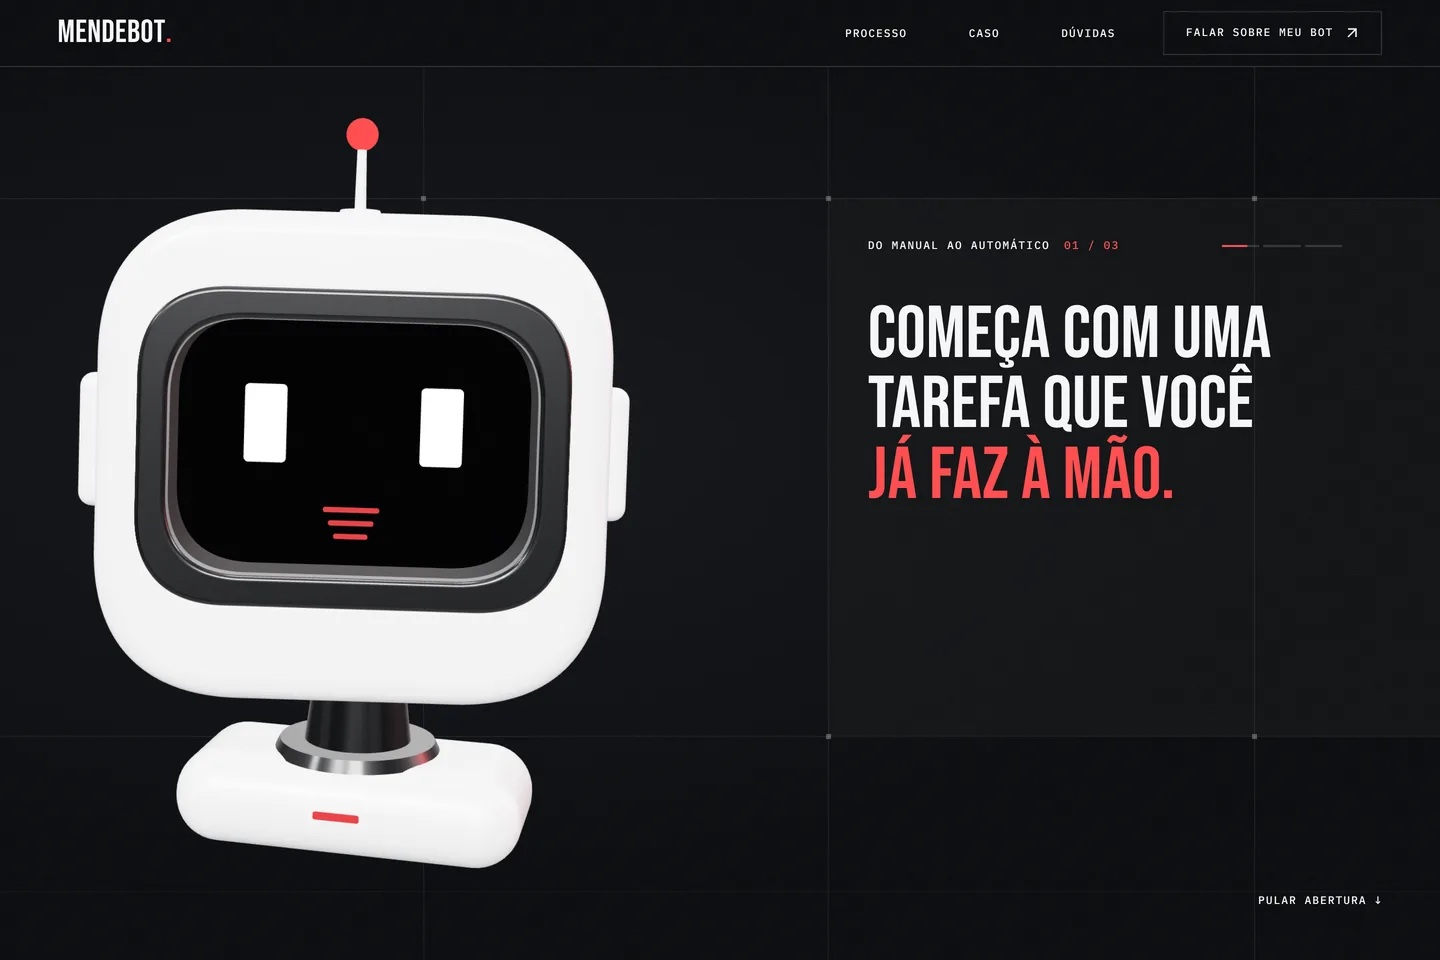 MENDEBOT.
PROCESSO
CASO
DÚVIDAS
FALAR SOBRE MEU BOT
DO MANUAL AO AUTOMÁTICO 01 / 03
COMEÇA COM UMA
TAREFA QUE VOCÊ
JÁ FAZ À MÃO.
PULAR ABERTURA ↓